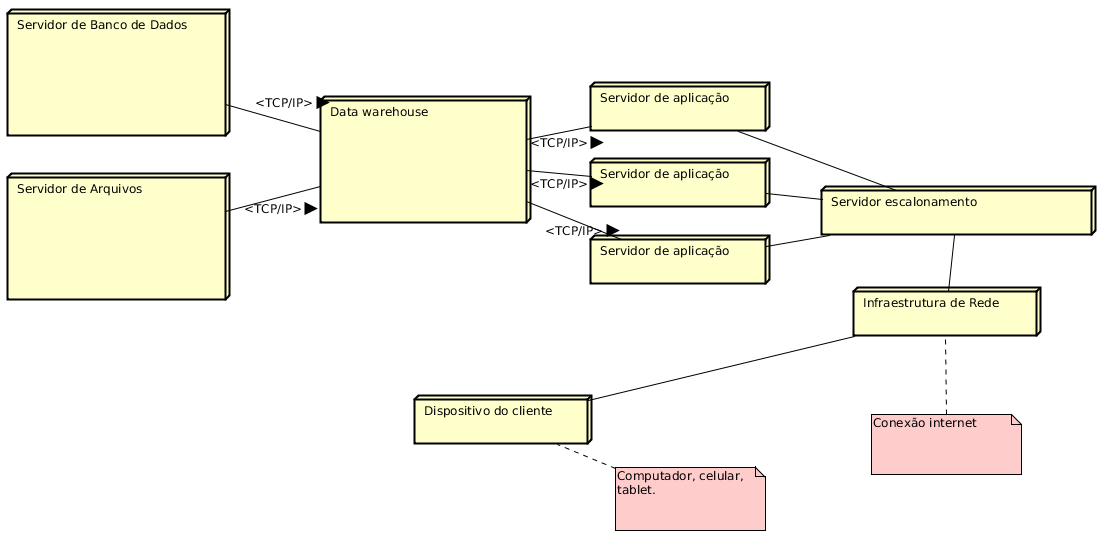 Servidor de Banco de Dados
<TCP/IP>
Data warehouse
Servidor de aplicação
<TCP/IP>
Servidor de aplicação
<TCP/IP>
Servidor de Arquivos
<TCP/IP>
Servidor escalonamento
<TCP/IP>
Servidor de aplicação
Infraestrutura de Rede
Dispositivo do cliente
Conexão internet
Computador, celular,
tablet.